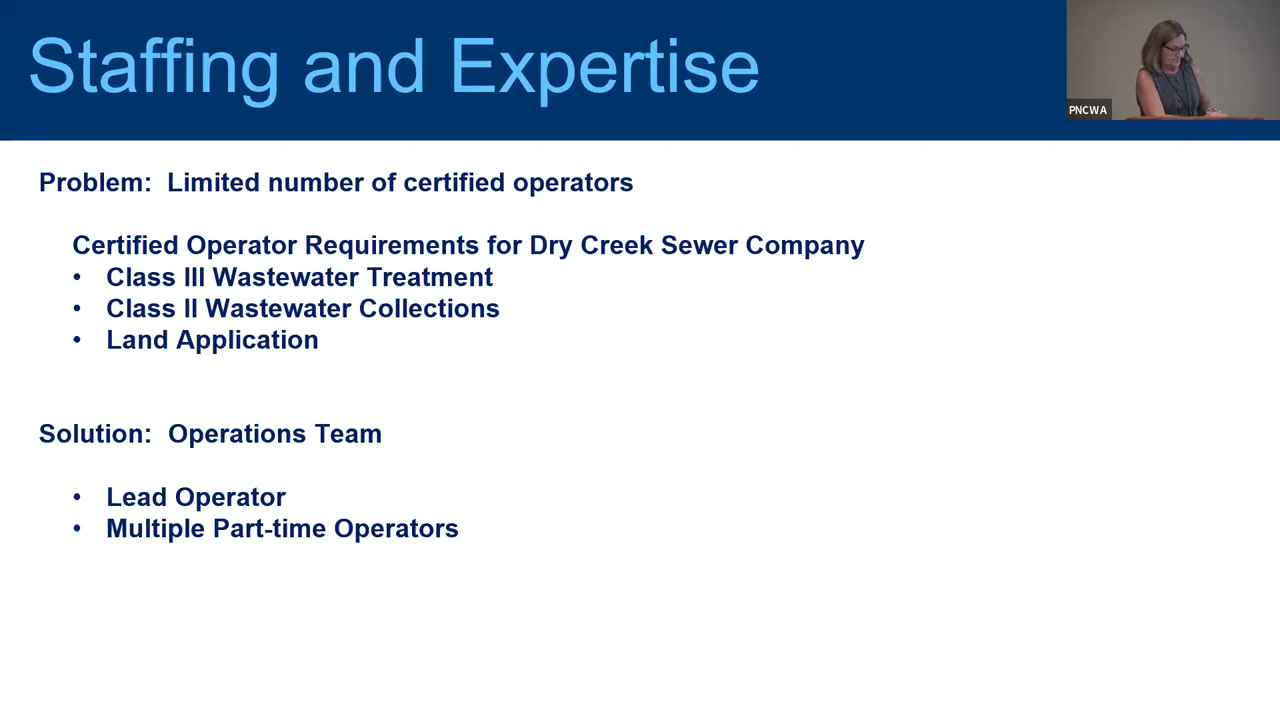 Staffing and Expertise
PNCWA
Problem: Limited number of certified operators
Certified Operator Requirements for Dry Creek Sewer Company
• Class III Wastewater Treatment
• Class II Wastewater Collections
• Land Application
Solution: Operations Team
• Lead Operator
• Multiple Part-time Operators